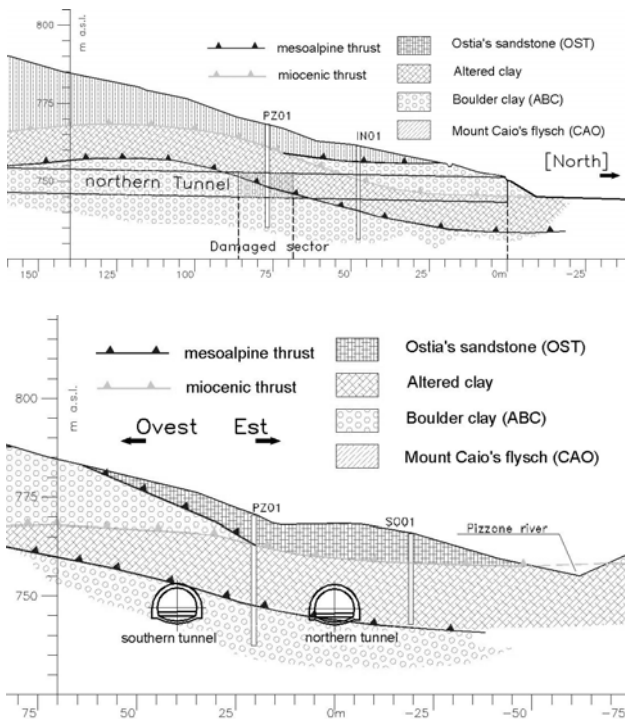 800
m a.s.l.
mesoalpine thrust
Ostia's sandstone (OST)
miocenic thrust
Altered clay
775
PZ01
Boulder clay (ABC)
IN01
Mount Caio's flysch (CAO)
[North]
750
northern Tunnel
Damaged sector
150 125 100 75 50 25 0m -25
mesoalpine thrust
Ostia's sandstone (OST)
miocenic thrust
Altered clay
800
m a.s.l.
Ovest Est
Boulder clay (ABC)
Mount Caio's flysch (CAO)
775
PZ01
SO01
Pizzone river
750
southern tunnel
northern tunnel
75 50 25 0m -25 -50 -75